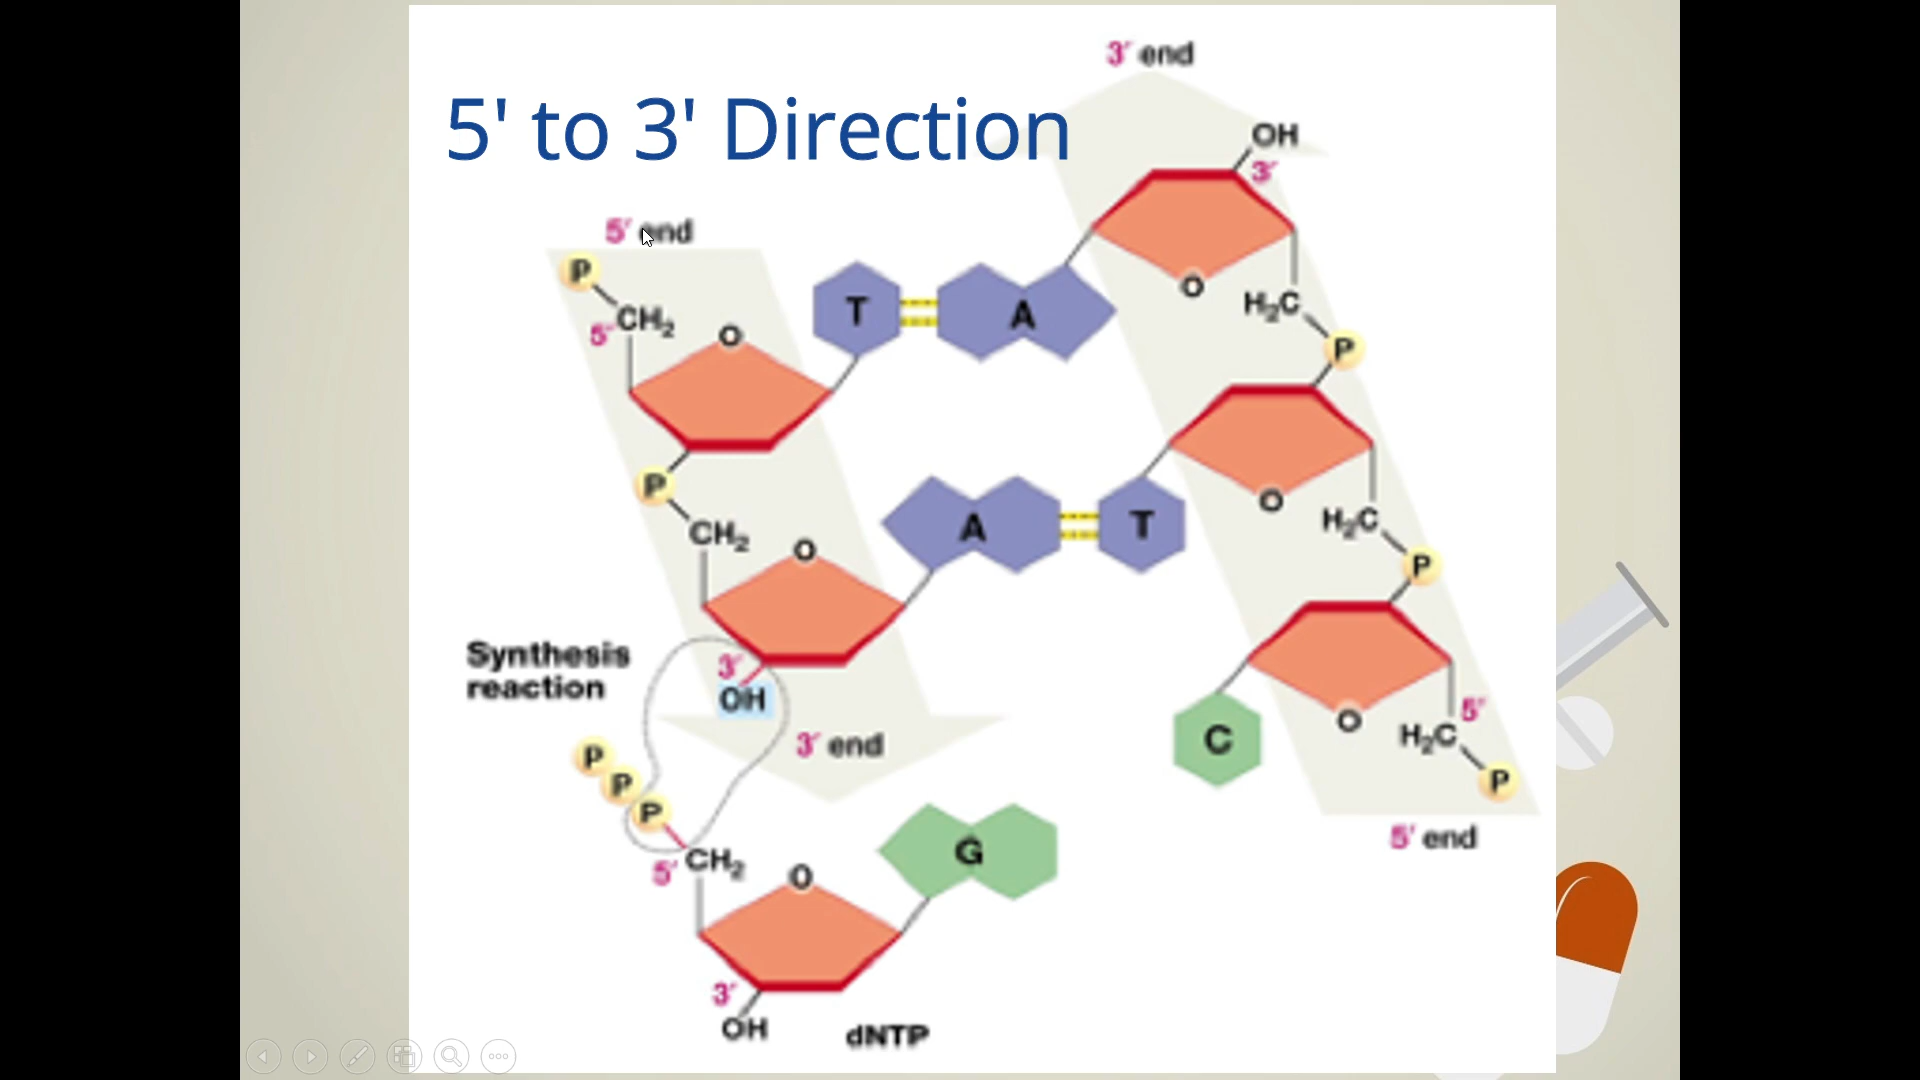 3′ end
5' to 3' Direction
OH
3′
5′ end
P
CH₂
5′
O
T
A
O
H₂C
P
P
CH₂
O
A
T
O
H₂C
P
Synthesis
reaction
3′
OH
3′ end
C
O
5′
H₂C
P
5′ end
P
P
P
5′
CH₂
O
G
3′
OH
dNTP